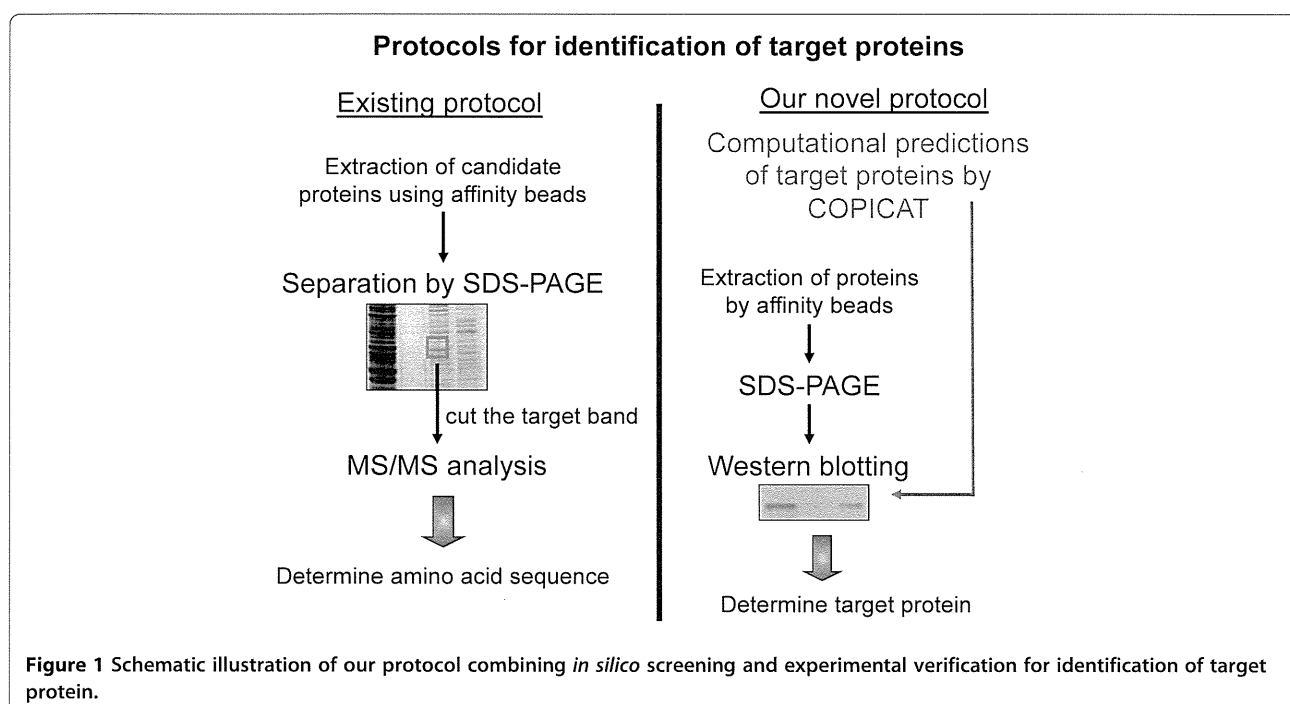 Protocols for identification of target proteins
Existing protocol
Extraction of candidate
proteins using affinity beads
Separation by SDS-PAGE
cut the target band
MS/MS analysis
Determine amino acid sequence
Our novel protocol
Computational predictions
of target proteins by
COPICAT
Extraction of proteins
by affinity beads
SDS-PAGE
Western blotting
Determine target protein
Figure 1 Schematic illustration of our protocol combining in silico screening and experimental verification for identification of target
protein.